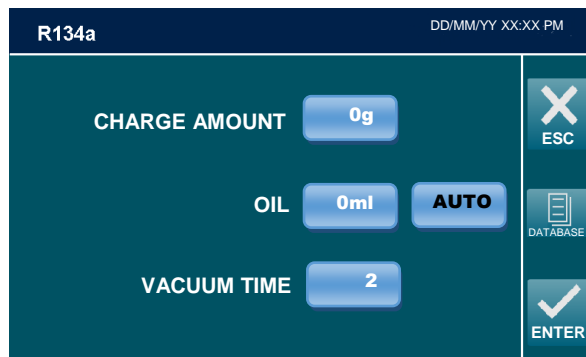 R134a
DD/MM/YY XX:XX PM
CHARGE AMOUNT 0g
ESC
OIL 0ml AUTO
DATABASE
VACUUM TIME 2
ENTER